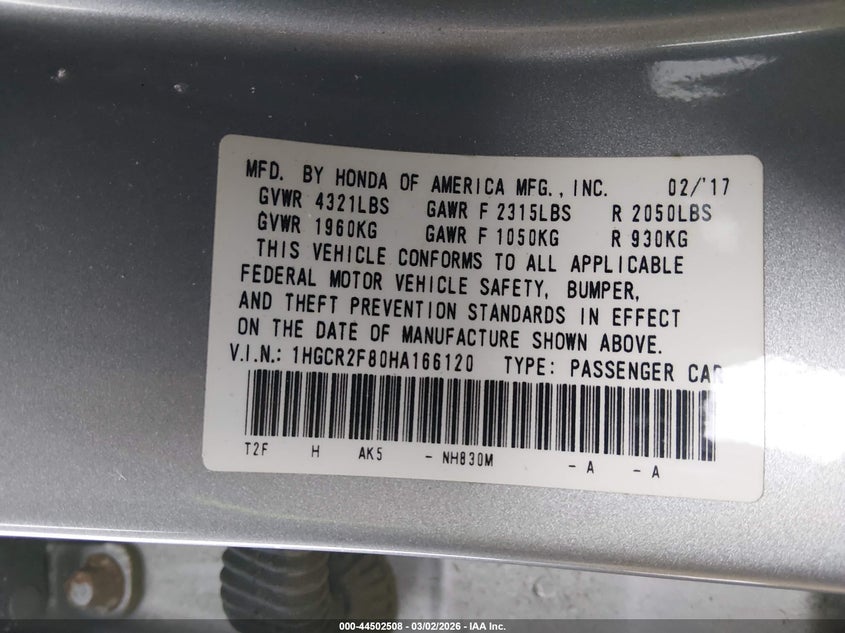 MFD. BY HONDA OF AMERICA MFG., INC. 02/'17
GVWR 4321LBS GAWR F 2315LBS R 2050LBS
GVWR 1960KG GAWR F 1050KG R 930KG
THIS VEHICLE CONFORMS TO ALL APPLICABLE
FEDERAL MOTOR VEHICLE SAFETY, BUMPER,
AND THEFT PREVENTION STANDARDS IN EFFECT
ON THE DATE OF MANUFACTURE SHOWN ABOVE.
V.I.N.: 1HGCR2F80HA166120 TYPE: PASSENGER CAR
T2F H AK5 - NH830M - A - A
000-44502508 - 03/02/2026 - IAA Inc.